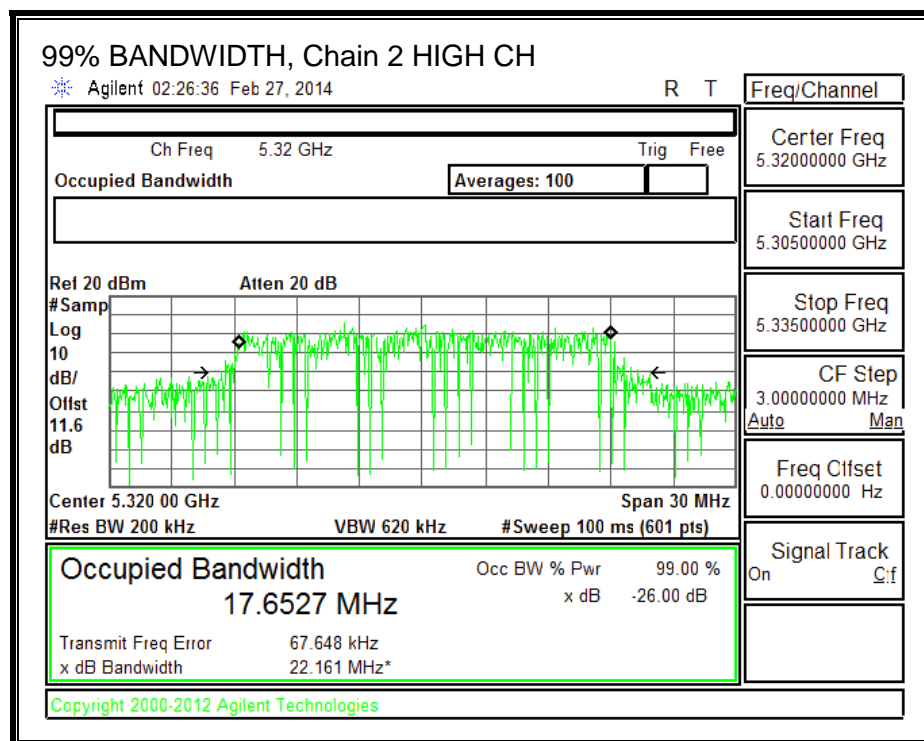 99% BANDWIDTH, Chain 2 HIGH CH
Agilent 02:26:36 Feb 27, 2014 R T
Freq/Channel
Ch Freq 5.32 GHz Trig Free
Occupied Bandwidth Averages: 100
Center Freq
5.32000000 GHz
Start Freq
5.30500000 GHz
Stop Freq
5.33500000 GHz
CF Step
3.00000000 MHz
Auto Man
Freq Offset
0.00000000 Hz
Signal Track
On Off
Ref 20 dBm Atten 20 dB
#Samp
Log
10
dB/
Offst
11.6
dB
Center 5.320 00 GHz Span 30 MHz
#Res BW 200 kHz VBW 620 kHz #Sweep 100 ms (601 pts)
Occupied Bandwidth
17.6527 MHz
Occ BW % Pwr 99.00 %
x dB -26.00 dB
Transmit Freq Error 67.648 kHz
x dB Bandwidth 22.161 MHz*
Copyright 2000-2012 Agilent Technologies